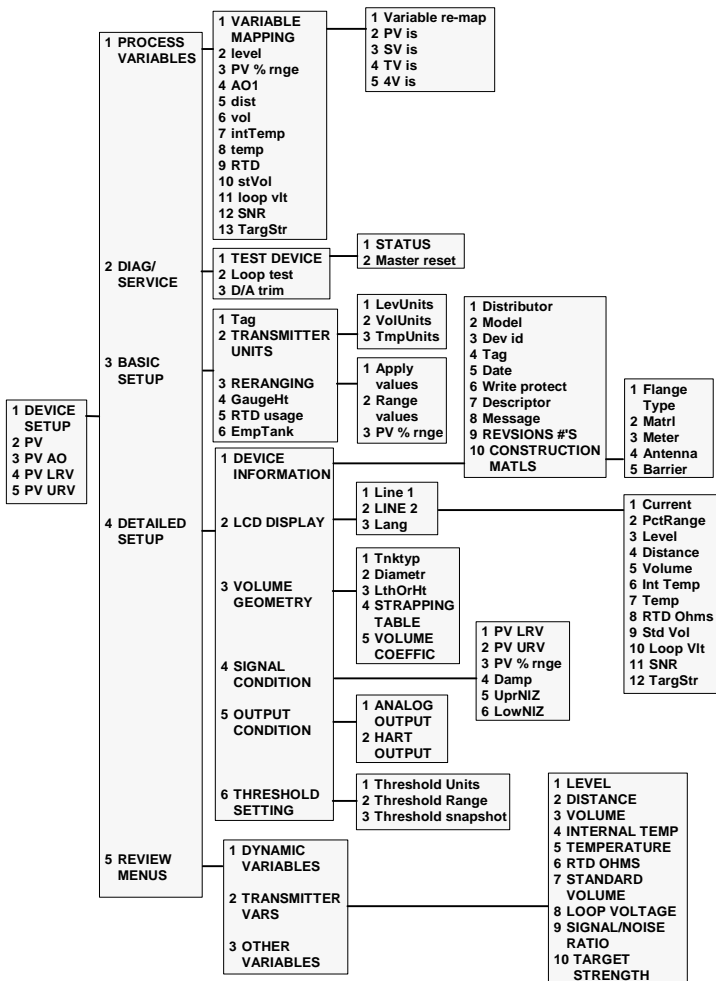 1 DEVICE
SETUP
2 PV
3 PV AO
4 PV LRV
5 PV URV
1 PROCESS
VARIABLES
2 DIAG/
SERVICE
3 BASIC
SETUP
4 DETAILED
SETUP
5 REVIEW
MENUS
1 VARIABLE
MAPPING
2 level
3 PV % rnge
4 AO1
5 dist
6 vol
7 intTemp
8 temp
9 RTD
10 stVol
11 loop vlt
12 SNR
13 TargStr
1 Variable re-map
2 PV is
3 SV is
4 TV is
5 4V is
1 TEST DEVICE
2 Loop test
3 D/A trim
1 STATUS
2 Master reset
1 Tag
2 TRANSMITTER
UNITS
3 RERANGING
4 GaugeHt
5 RTD usage
6 EmpTank
1 LevUnits
2 VolUnits
3 TmpUnits
1 Apply
values
2 Range
values
3 PV % rnge
1 DEVICE
INFORMATION
2 LCD DISPLAY
3 VOLUME
GEOMETRY
4 SIGNAL
CONDITION
5 OUTPUT
CONDITION
6 THRESHOLD
SETTING
1 Distributor
2 Model
3 Dev id
4 Tag
5 Date
6 Write protect
7 Descriptor
8 Message
9 REVSIONS #'S
10 CONSTRUCTION
MATLS
1 Flange
Type
2 Matrl
3 Meter
4 Antenna
5 Barrier
1 Line 1
2 LINE 2
3 Lang
1 Current
2 PctRange
3 Level
4 Distance
5 Volume
6 Int Temp
7 Temp
8 RTD Ohms
9 Std Vol
10 Loop Vlt
11 SNR
12 TargStr
1 Tnktyp
2 Diametr
3 LthOrHt
4 STRAPPING
TABLE
5 VOLUME
COEFFIC
1 PV LRV
2 PV URV
3 PV % rnge
4 Damp
5 UprNIZ
6 LowNIZ
1 ANALOG
OUTPUT
2 HART
OUTPUT
1 Threshold Units
2 Threshold Range
3 Threshold snapshot
1 DYNAMIC
VARIABLES
2 TRANSMITTER
VARS
3 OTHER
VARIABLES
1 LEVEL
2 DISTANCE
3 VOLUME
4 INTERNAL TEMP
5 TEMPERATURE
6 RTD OHMS
7 STANDARD
VOLUME
8 LOOP VOLTAGE
9 SIGNAL/NOISE
RATIO
10 TARGET
STRENGTH